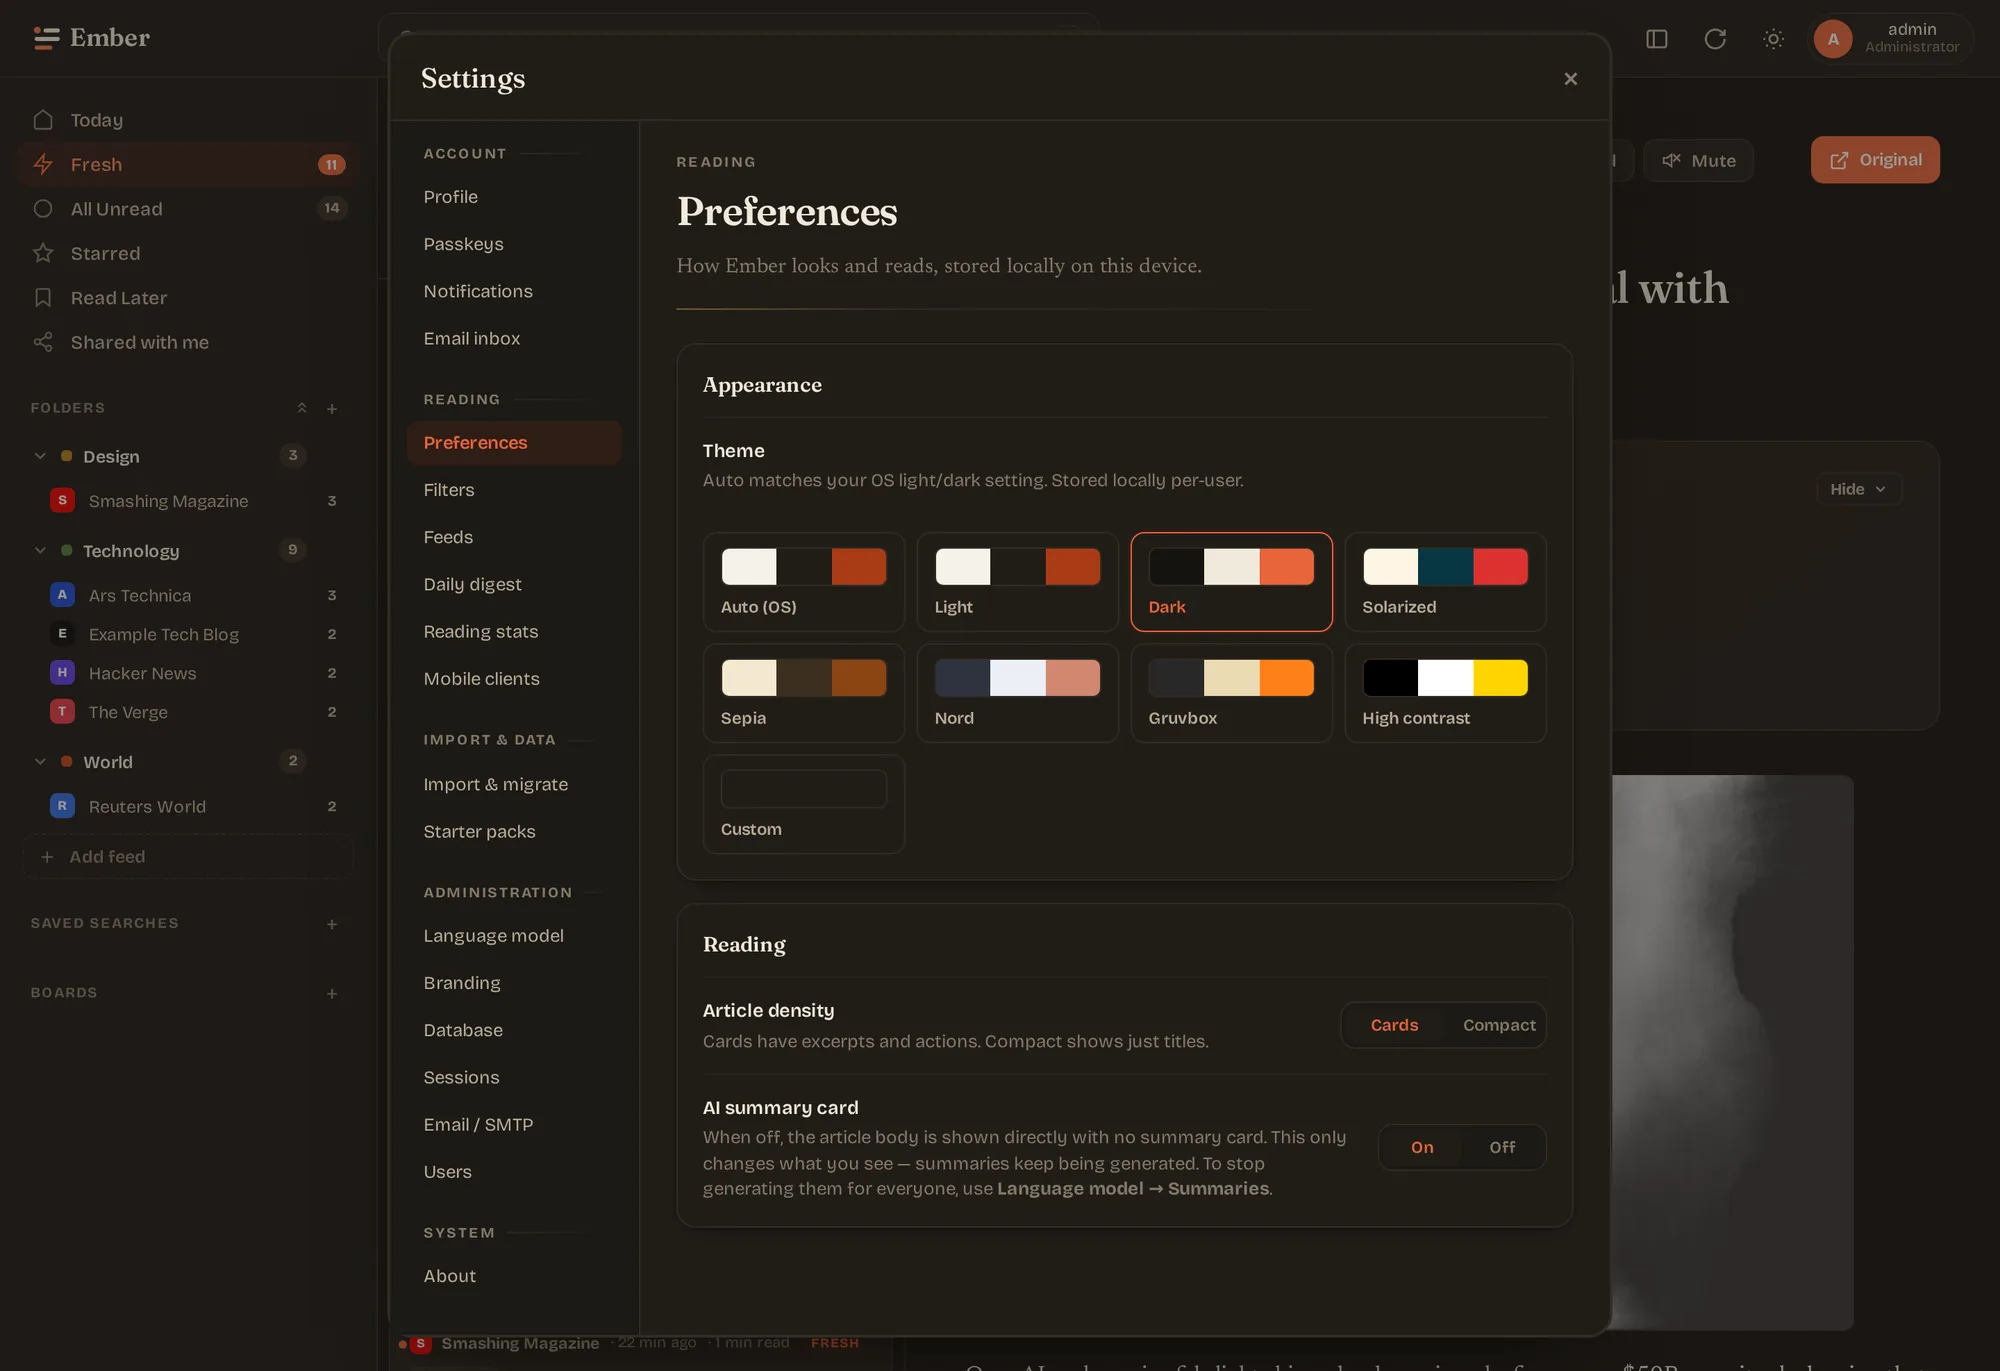 Ember
admin
Administrator
A
Today
Fresh 11
All Unread 14
Starred
Read Later
Shared with me
FOLDERS
Design 3
S Smashing Magazine 3
Technology 9
A Ars Technica 3
E Example Tech Blog 2
H Hacker News 2
T The Verge 2
World 2
R Reuters World 2
Add feed
SAVED SEARCHES
BOARDS
Settings
ACCOUNT
Profile
Passkeys
Notifications
Email inbox
READING
Preferences
Filters
Feeds
Daily digest
Reading stats
Mobile clients
IMPORT & DATA
Import & migrate
Starter packs
ADMINISTRATION
Language model
Branding
Database
Sessions
Email / SMTP
Users
SYSTEM
About
READING
Preferences
How Ember looks and reads, stored locally on this device.
Appearance
Theme
Auto matches your OS light/dark setting. Stored locally per-user.
Auto (OS) Light Dark Solarized
Sepia Nord Gruvbox High contrast
Custom
Reading
Article density
Cards have excerpts and actions. Compact shows just titles.
Cards Compact
AI summary card
When off, the article body is shown directly with no summary card. This only
changes what you see — summaries keep being generated. To stop
generating them for everyone, use Language model → Summaries.
On Off
Mute Original
with
Hide
S Smashing Magazine · 22 min ago · 1 min read FRESH